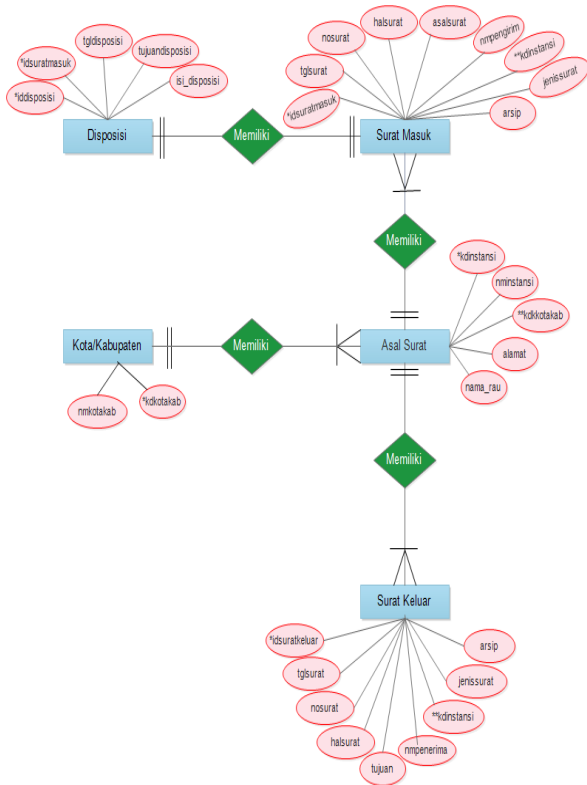 tgldisposisi
tujuandisposisi
*idsuratmasuk
isi_disposisi
*iddisposisi
Disposisi
Memiliki
halsurat
asalsurat
nosurat
nmpengirim
**kdinstansi
tglsurat
jenissurat
*idsuratmasuk
arsip
Surat Masuk
Memiliki
*kdinstansi
nminstansi
**kdkkotakab
alamat
nama_rau
Asal Surat
Memiliki
Kota/Kabupaten
*kdkotakab
nmkotakab
Memiliki
Surat Keluar
*idsuratkeluar
arsip
tglsurat
jenissurat
nosurat
**kdinstansi
halsurat
nmpenerima
tujuan